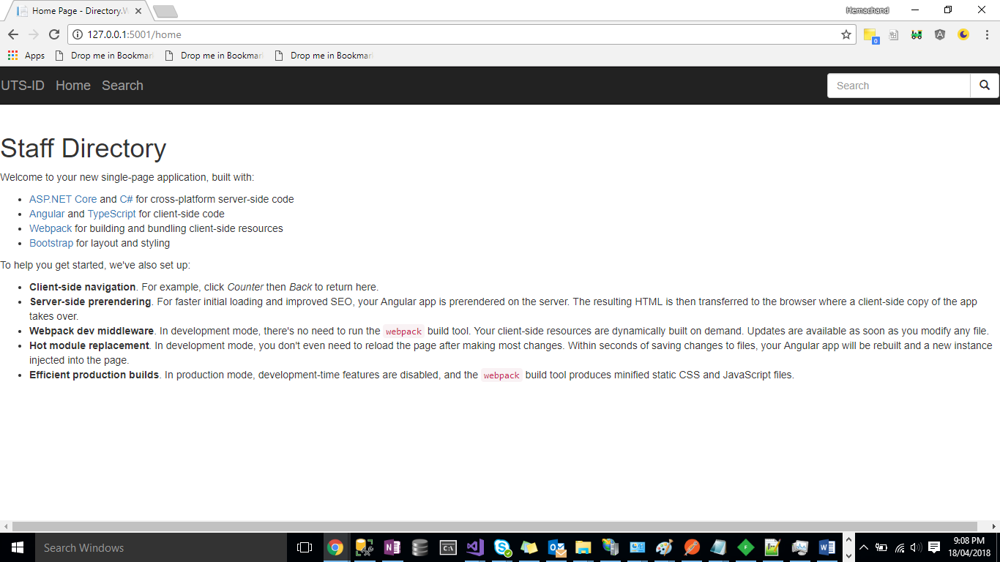 Home Page - Directory.W
Hemachand
127.0.0.1:5001/home
0
Apps
Drop me in Bookmar
Drop me in Bookmar
Drop me in Bookmar
UTS-ID Home Search
Search
Staff Directory
Welcome to your new single-page application, built with:
• ASP.NET Core and C# for cross-platform server-side code
• Angular and TypeScript for client-side code
• Webpack for building and bundling client-side resources
• Bootstrap for layout and styling
To help you get started, we've also set up:
• Client-side navigation. For example, click Counter then Back to return here.
• Server-side prerendering. For faster initial loading and improved SEO, your Angular app is prerendered on the server. The resulting HTML is then transferred to the browser where a client-side copy of the app
takes over.
• Webpack dev middleware. In development mode, there's no need to run the webpack build tool. Your client-side resources are dynamically built on demand. Updates are available as soon as you modify any file.
• Hot module replacement. In development mode, you don't even need to reload the page after making most changes. Within seconds of saving changes to files, your Angular app will be rebuilt and a new instance
injected into the page.
• Efficient production builds. In production mode, development-time features are disabled, and the webpack build tool produces minified static CSS and JavaScript files.
Search Windows
9:08 PM
18/04/2018